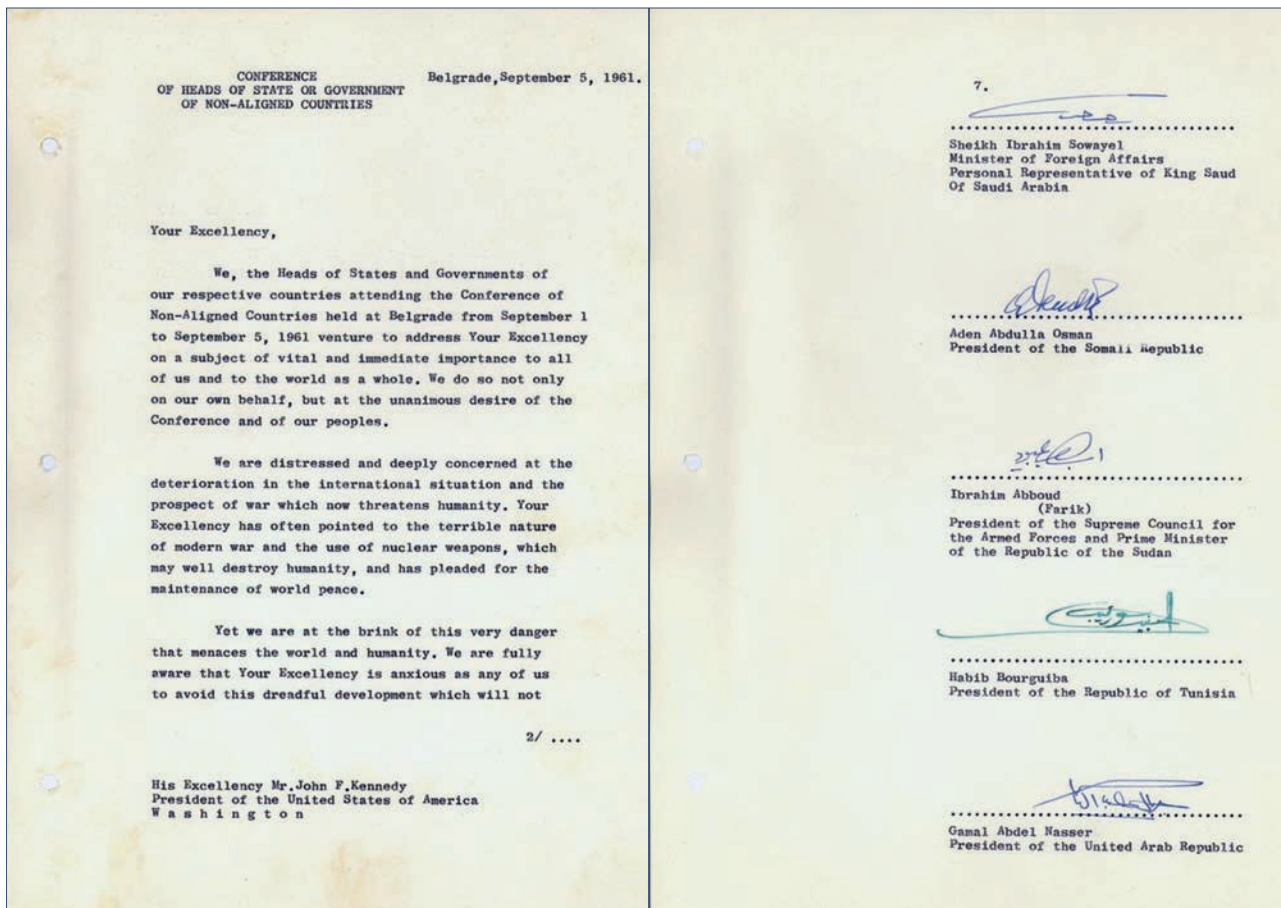 CONFERENCE
OF HEADS OF STATE OR GOVERNMENT
OF NON-ALIGNED COUNTRIES
Belgrade,September 5, 1961.
Your Excellency,
We, the Heads of States and Governments of
our respective countries attending the Conference of
Non-Aligned Countries held at Belgrade from September 1
to September 5, 1961 venture to address Your Excellency
on a subject of vital and immediate importance to all
of us and to the world as a whole. We do so not only
on our own behalf, but at the unanimous desire of the
Conference and of our peoples.
We are distressed and deeply concerned at the
deterioration in the international situation and the
prospect of war which now threatens humanity. Your
Excellency has often pointed to the terrible nature
of modern war and the use of nuclear weapons, which
may well destroy humanity, and has pleaded for the
maintenance of world peace.
Yet we are at the brink of this very danger
that menaces the world and humanity. We are fully
aware that Your Excellency is anxious as any of us
to avoid this dreadful development which will not
2/ ....
His Excellency Mr.John F.Kennedy
President of the United States of America
W a s h i n g t o n
7.
Sheikh Ibrahim Sowayel
Minister of Foreign Affairs
Personal Representative of King Saud
Of Saudi Arabia
Aden Abdulla Osman
President of the Somali Republic
Ibrahim Abboud
(Farik)
President of the Supreme Council for
the Armed Forces and Prime Minister
of the Republic of the Sudan
Habib Bourguiba
President of the Republic of Tunisia
Gamal Abdel Nasser
President of the United Arab Republic